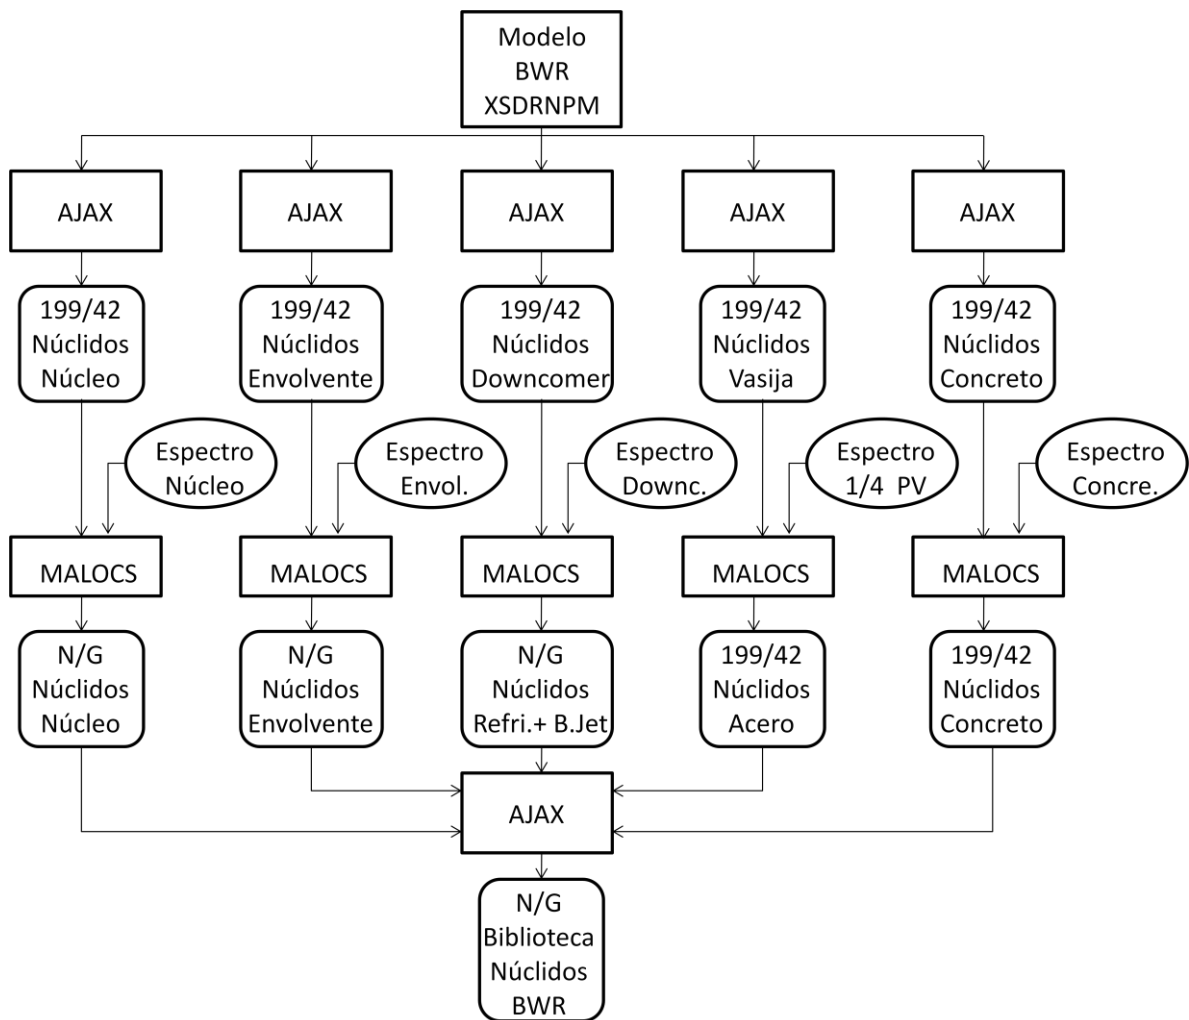 Modelo
BWR
XSDRNPM
AJAX
AJAX
AJAX
AJAX
AJAX
199/42
Núclidos
Núcleo
199/42
Núclidos
Envolvente
199/42
Núclidos
Downcomer
199/42
Núclidos
Vasija
199/42
Núclidos
Concreto
Espectro
Núcleo
Espectro
Envol.
Espectro
Downc.
Espectro
1/4 PV
Espectro
Concre.
MALOCS
MALOCS
MALOCS
MALOCS
MALOCS
N/G
Núclidos
Núcleo
N/G
Núclidos
Envolvente
N/G
Núclidos
Refri.+ B.Jet
199/42
Núclidos
Acero
199/42
Núclidos
Concreto
AJAX
N/G
Biblioteca
Núclidos
BWR